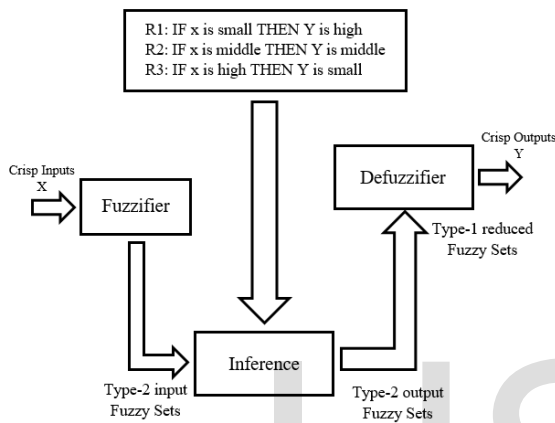 R1: IF x is small THEN Y is high
R2: IF x is middle THEN Y is middle
R3: IF x is high THEN Y is small
Crisp Inputs
X
Fuzzifier
Crisp Outputs
Y
Defuzzifier
Type-1 reduced
Fuzzy Sets
Inference
Type-2 input
Fuzzy Sets
Type-2 output
Fuzzy Sets